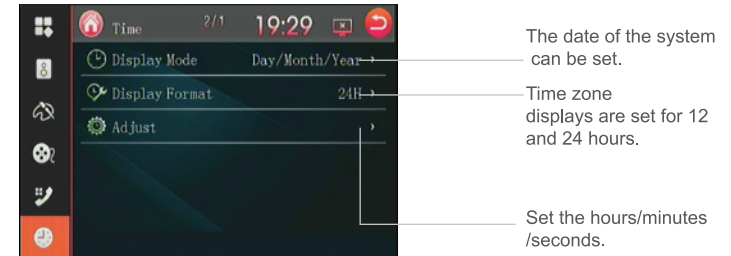 Time 2/1 19:29
Display Mode Day/Month/Year
Display Format 24H
Adjust
The date of the system
can be set.
Time zone
displays are set for 12
and 24 hours.
Set the hours/minutes
/seconds.